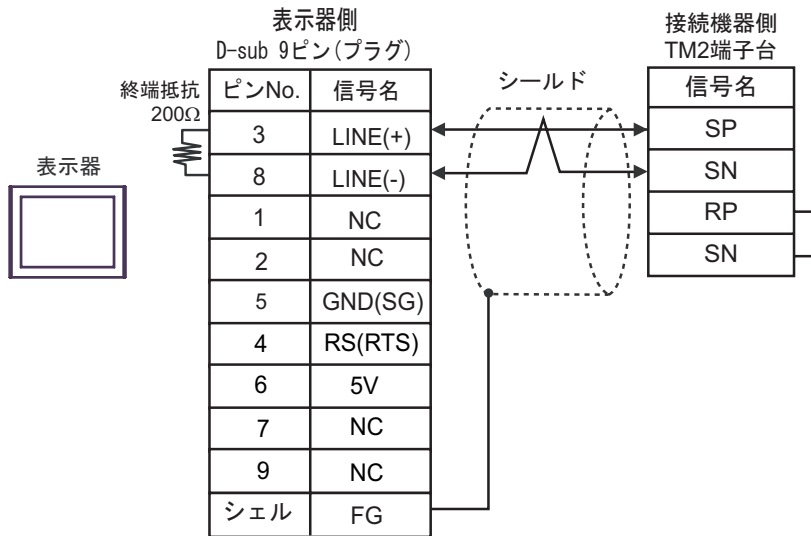 表示器側
D-sub 9ピン(プラグ)
接続機器側
TM2端子台
終端抵抗
200Ω
シールド
表示器
ピンNo. 信号名
3 LINE(+)
8 LINE(-)
1 NC
2 NC
5 GND(SG)
4 RS(RTS)
6 5V
7 NC
9 NC
シェル FG
信号名
SP
SN
RP
SN